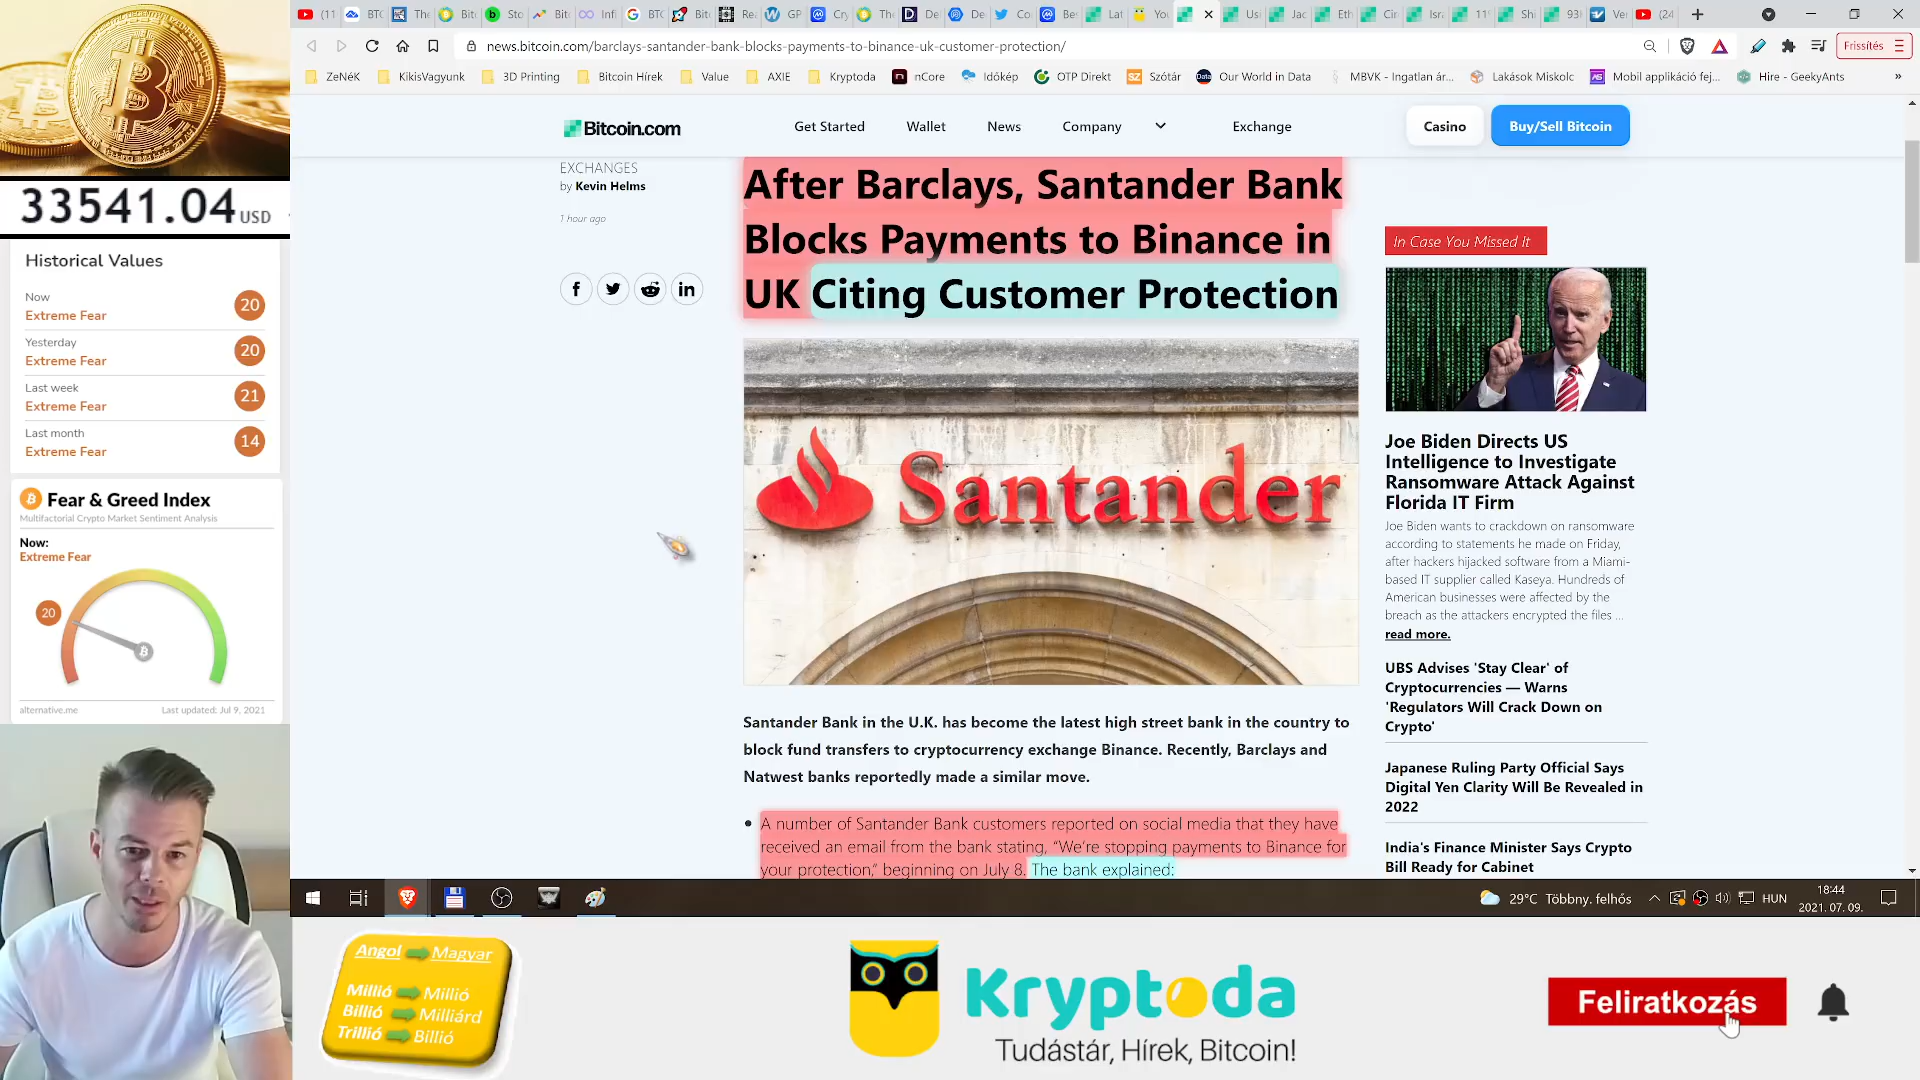 33541.04 USD
Historical Values
Now
Extreme Fear
20
Yesterday
Extreme Fear
20
Last week
Extreme Fear
21
Last month
Extreme Fear
14
Fear & Greed Index
Multifactorial Crypto Market Sentiment Analysis
Now:
Extreme Fear
20
alternative.me
Last updated: Jul 9, 2021
news.bitcoin.com/barclays-santander-bank-blocks-payments-to-binance-uk-customer-protection/
Frissítés
ZeNéK
KikisVagyunk
3D Printing
Bitcoin Hírek
Value
AXIE
Kryptoda
nCore
Időkép
OTP Direkt
Szótár
Our World in Data
MBVK - Ingatlan ár...
Lakások Miskolc
Mobil applikáció fej...
Hire - GeekyAnts
Bitcoin.com
Get Started
Wallet
News
Company
Exchange
Casino
Buy/Sell Bitcoin
EXCHANGES
by Kevin Helms
1 hour ago
After Barclays, Santander Bank
Blocks Payments to Binance in
UK Citing Customer Protection
Santander
Santander Bank in the U.K. has become the latest high street bank in the country to
block fund transfers to cryptocurrency exchange Binance. Recently, Barclays and
Natwest banks reportedly made a similar move.
A number of Santander Bank customers reported on social media that they have
received an email from the bank stating, “We’re stopping payments to Binance for
your protection,” beginning on July 8. The bank explained:
In Case You Missed It
Joe Biden Directs US
Intelligence to Investigate
Ransomware Attack Against
Florida IT Firm
Joe Biden wants to crackdown on ransomware
according to statements he made on Friday,
after hackers hijacked software from a Miami-
based IT supplier called Kaseya. Hundreds of
American businesses were affected by the
breach as the attackers encrypted the files ...
read more.
UBS Advises 'Stay Clear' of
Cryptocurrencies — Warns
'Regulators Will Crack Down on
Crypto'
Japanese Ruling Party Official Says
Digital Yen Clarity Will Be Revealed in
2022
India's Finance Minister Says Crypto
Bill Ready for Cabinet
29°C Többny. felhős
HUN
18:44
2021. 07. 09.
Angol Magyar
Millió Millió
Billió Milliárd
Trillió Billió
Kryptoda
Tudástár, Hírek, Bitcoin!
Feliratkozás